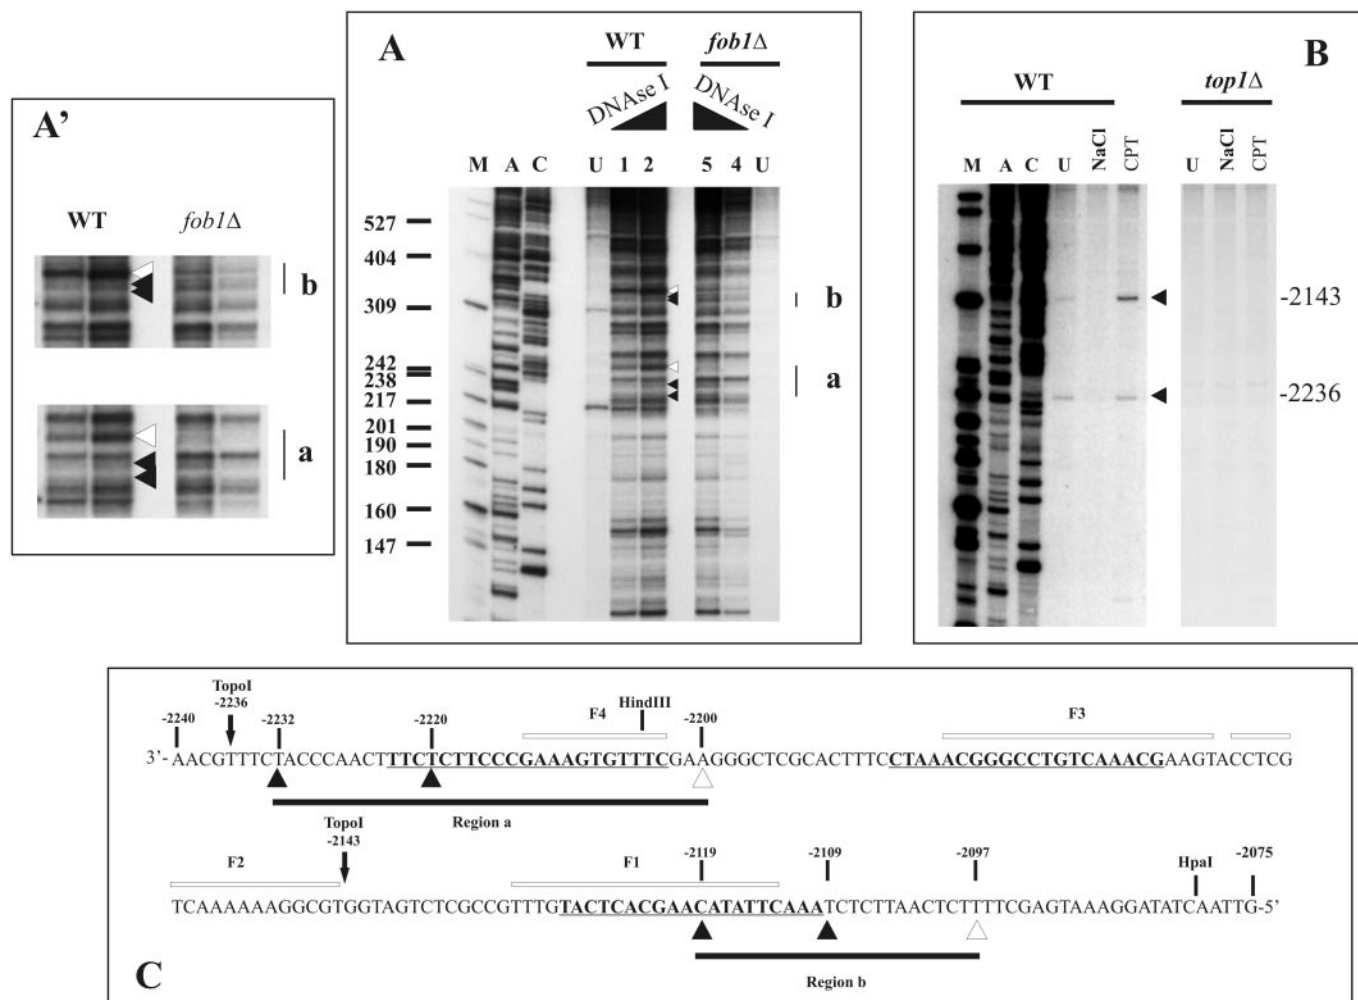 A'
WT fob1Δ
b
a
A
WT fob1Δ
DNAse I DNAse I
M A C U 1 2 5 4 U
527
404
309
242
238
217
201
190
180
160
147
b
a
B
WT top1Δ
M A C U NaCl CPT U NaCl CPT
-2143
-2236
TopoI
-2240 -2236 -2232 -2220 F4 HindIII -2200 F3
3'-AACGTTTCTACCCAACTTTCTCTTCCCGAAAGTGTTTCGAAGGGCTCGCACTTTCCTAAACGGGCCTGTCAAACGAAGTACCTCG
Region a
TopoI
F2 -2143 F1 -2119 -2109 -2097 HpaI -2075
TCAAAAAAGGCGTGGTAGTCTCGCCGTTTGTACTCACGAACATATTCAAATCTCTTAACTCTTTTCGAGTAAAGGATATCAATTG-5'
Region b
C